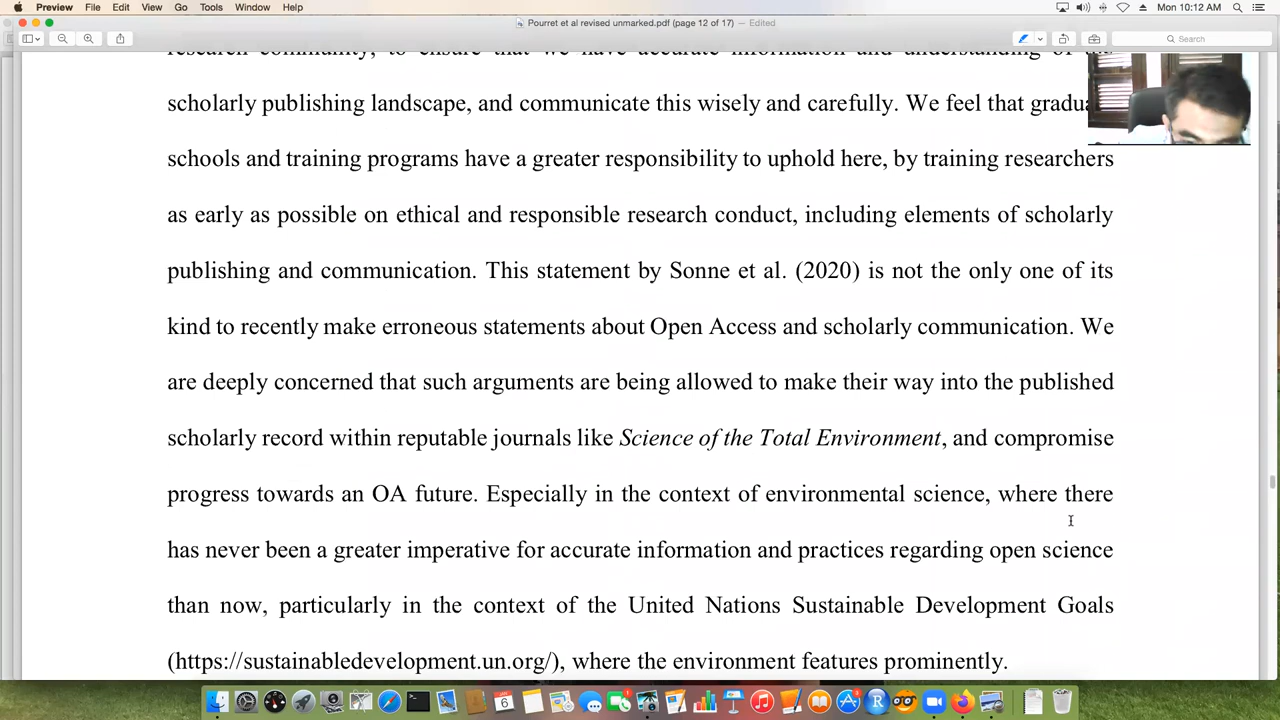 Preview File Edit View Go Tools Window Help Mon 10:12 AM
Pourret et al revised unmarked.pdf (page 12 of 17) — Edited
Search
scholarly publishing landscape, and communicate this wisely and carefully. We feel that
schools and training programs have a greater responsibility to uphold here, by training researchers
as early as possible on ethical and responsible research conduct, including elements of scholarly
publishing and communication. This statement by Sonne et al. (2020) is not the only one of its
kind to recently make erroneous statements about Open Access and scholarly communication. We
are deeply concerned that such arguments are being allowed to make their way into the published
scholarly record within reputable journals like Science of the Total Environment, and compromise
progress towards an OA future. Especially in the context of environmental science, where there
has never been a greater imperative for accurate information and practices regarding open science
than now, particularly in the context of the United Nations Sustainable Development Goals
(https://sustainabledevelopment.un.org/), where the environment features prominently.